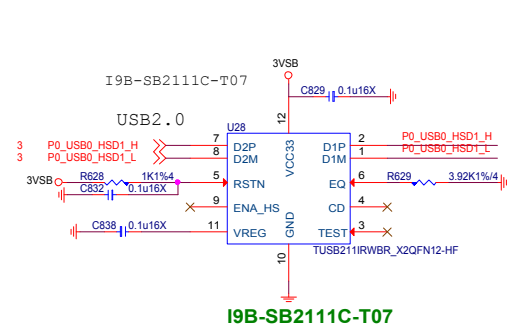 3VSB
I9B-SB2111C-T07
C829 0.1u16X
12
USB2.0
U28
VCC33
3 P0_USB0_HSD1_H
7 D2P
D1P 2
P0_USB0_HSD1_H
3 P0_USB0_HSD1_L
8 D2M
D1M 1
P0_USB0_HSD1_L
3VSB
R628 1K1%4
5 RSTN
EQ 6
R629 3.92K1%/4
C832 0.1u16X
9 ENA_HS
CD 4
C838 0.1u16X
11 VREG
GND
TEST 3
TUSB211IRWBR_X2QFN12-HF
10
I9B-SB2111C-T07